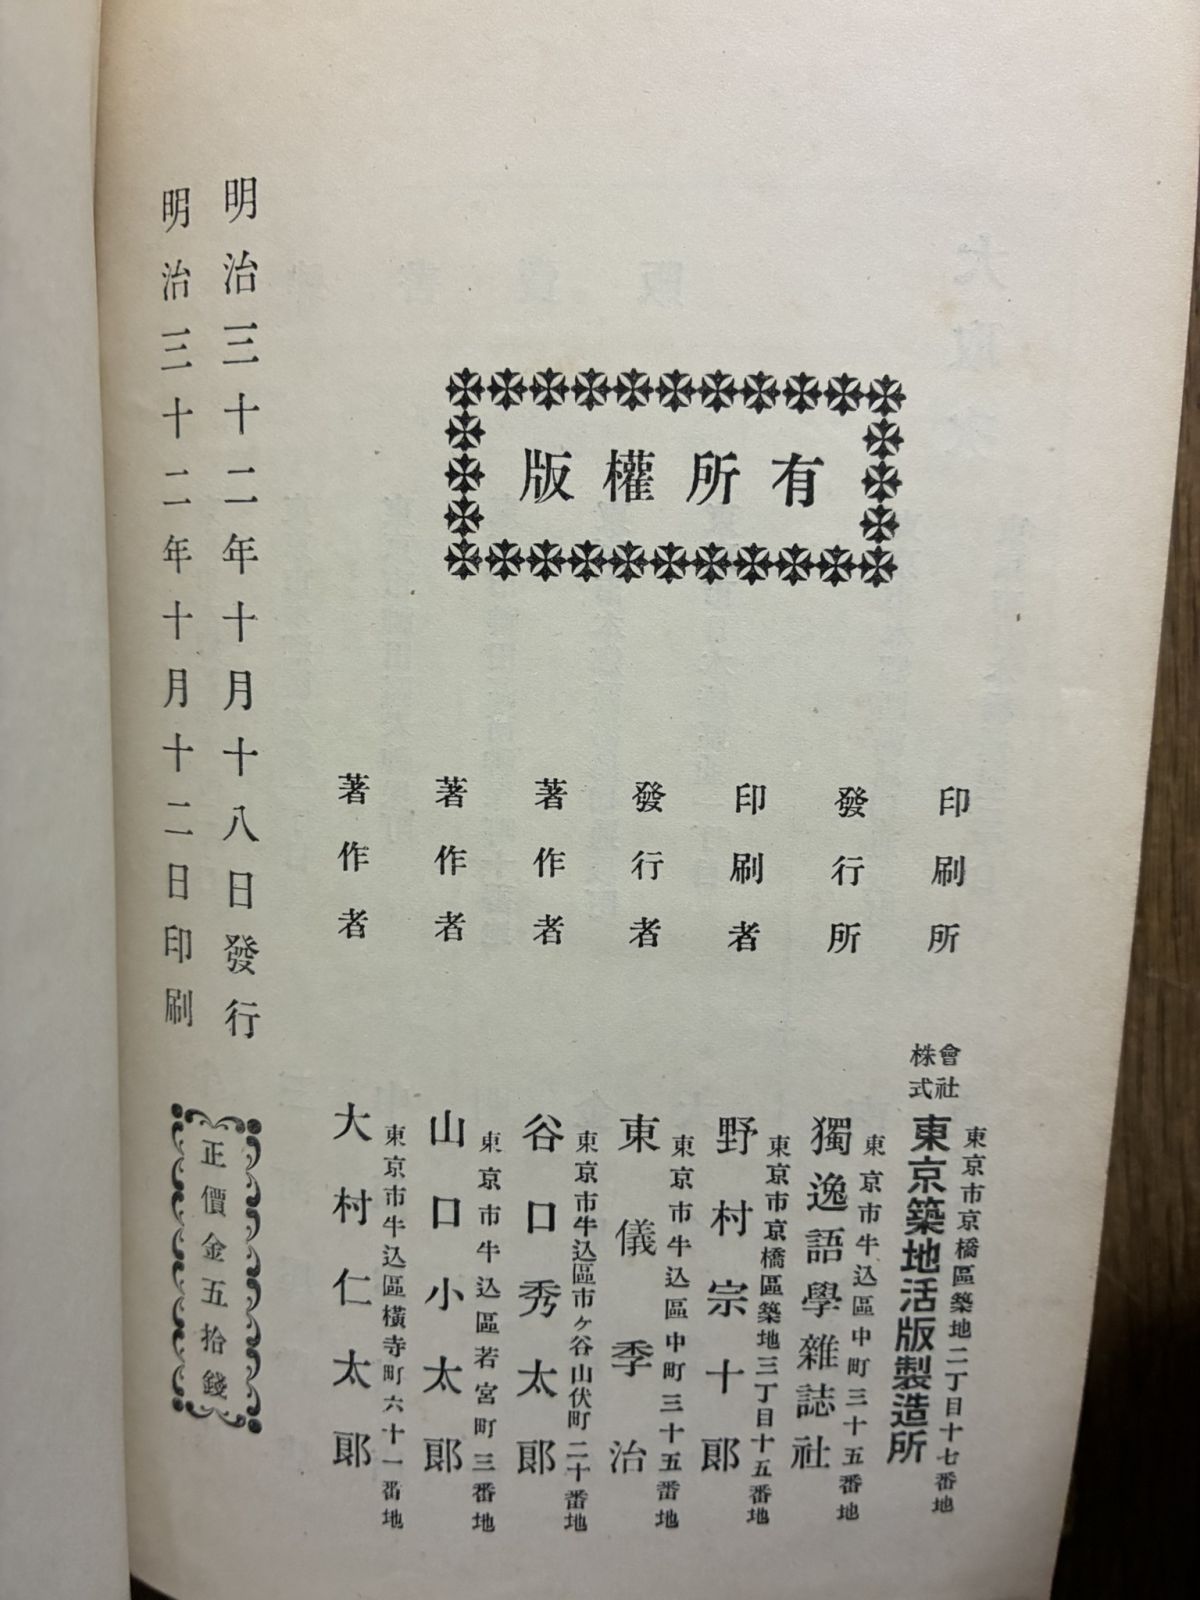 明治三十二年十月十二日印刷
明治三十二年十月十八日發行
正價金五拾錢
版權所有
著作者 大村仁太郎
東京市牛込區横寺町六十一番地
著作者 山口小太郎
東京市牛込區若宮町三番地
著作者 谷口秀太郎
東京市牛込區市ヶ谷山伏町二十番地
發行者 東儀季治
東京市牛込區中町三十五番地
印刷者 野村宗十郎
東京市京橋區築地三丁目十五番地
發行所 獨逸語學雜誌社
東京市牛込區中町三十五番地
印刷所 株式會社 東京築地活版製造所
東京市京橋區築地二丁目十七番地